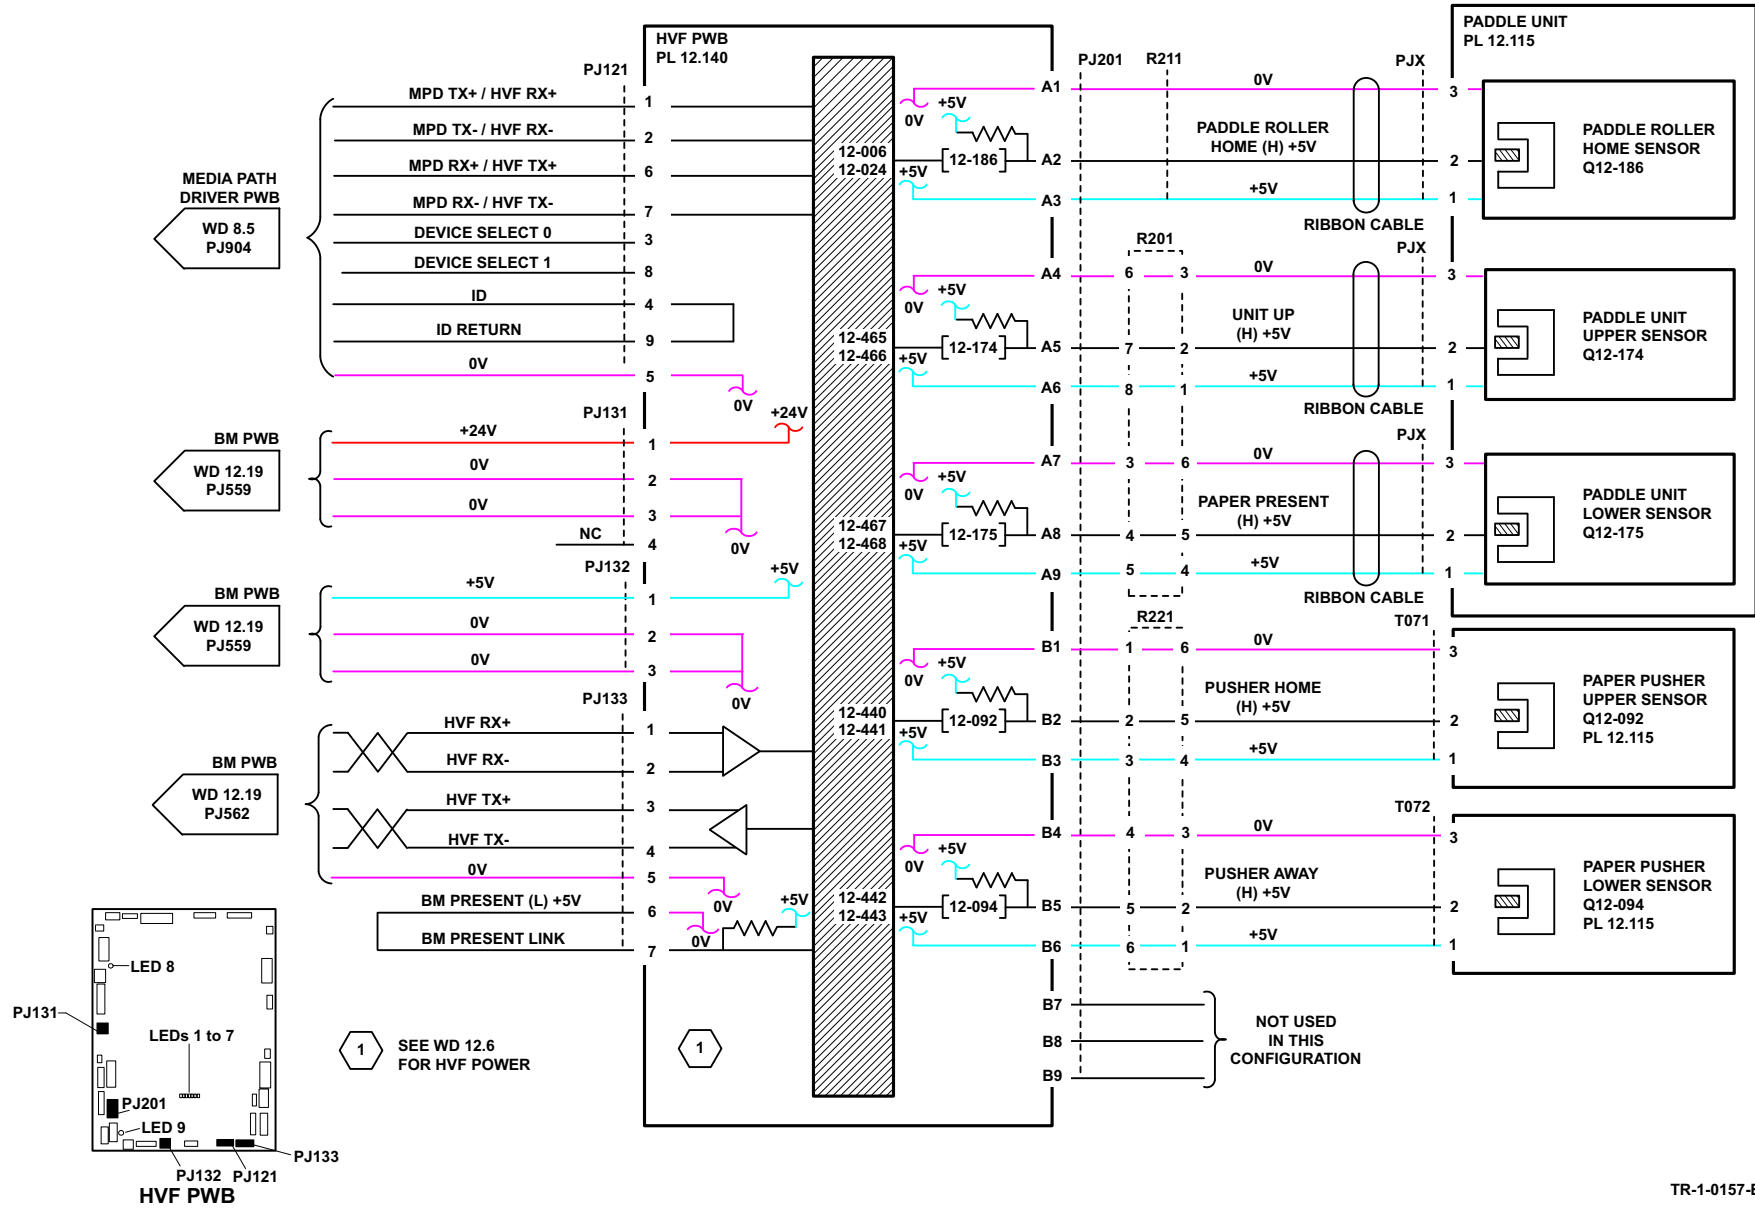 HVF PWB
PL 12.140
PJ121
MPD TX+ / HVF RX+
1
MPD TX- / HVF RX-
2
MPD RX+ / HVF TX+
6
MPD RX- / HVF TX-
7
DEVICE SELECT 0
3
DEVICE SELECT 1
8
ID
4
ID RETURN
9
0V
5
0V
MEDIA PATH
DRIVER PWB
WD 8.5
PJ904
PJ131
+24V
1
+24V
0V
2
0V
3
NC
4
0V
BM PWB
WD 12.19
PJ559
PJ132
+5V
1
+5V
0V
2
0V
3
0V
BM PWB
WD 12.19
PJ559
PJ133
HVF RX+
1
HVF RX-
2
HVF TX+
3
HVF TX-
4
0V
5
0V
BM PRESENT (L) +5V
6
0V
+5V
BM PRESENT LINK
7
BM PWB
WD 12.19
PJ562
12-006
12-024
12-465
12-466
12-467
12-468
12-440
12-441
12-442
12-443
PJ201
R211
PJX
0V
+5V
12-186
+5V
A1
0V
3
A2
PADDLE ROLLER
HOME (H) +5V
2
A3
+5V
1
RIBBON CABLE
PADDLE UNIT
PL 12.115
PADDLE ROLLER
HOME SENSOR
Q12-186
R201
PJX
0V
+5V
12-174
+5V
A4
6
3
0V
3
A5
7
2
UNIT UP
(H) +5V
2
A6
8
1
+5V
1
RIBBON CABLE
PADDLE UNIT
UPPER SENSOR
Q12-174
PJX
0V
+5V
12-175
+5V
A7
3
6
0V
3
A8
4
5
PAPER PRESENT
(H) +5V
2
A9
5
4
+5V
1
RIBBON CABLE
PADDLE UNIT
LOWER SENSOR
Q12-175
R221
T071
0V
+5V
12-092
+5V
B1
1
6
0V
3
B2
2
5
PUSHER HOME
(H) +5V
2
B3
3
4
+5V
1
PAPER PUSHER
UPPER SENSOR
Q12-092
PL 12.115
T072
0V
+5V
12-094
+5V
B4
4
3
0V
3
B5
5
2
PUSHER AWAY
(H) +5V
2
B6
6
1
+5V
1
PAPER PUSHER
LOWER SENSOR
Q12-094
PL 12.115
B7
B8
B9
NOT USED
IN THIS
CONFIGURATION
1
SEE WD 12.6
FOR HVF POWER
1
LED 8
PJ131
LEDs 1 to 7
PJ201
LED 9
PJ133
PJ132
PJ121
HVF PWB